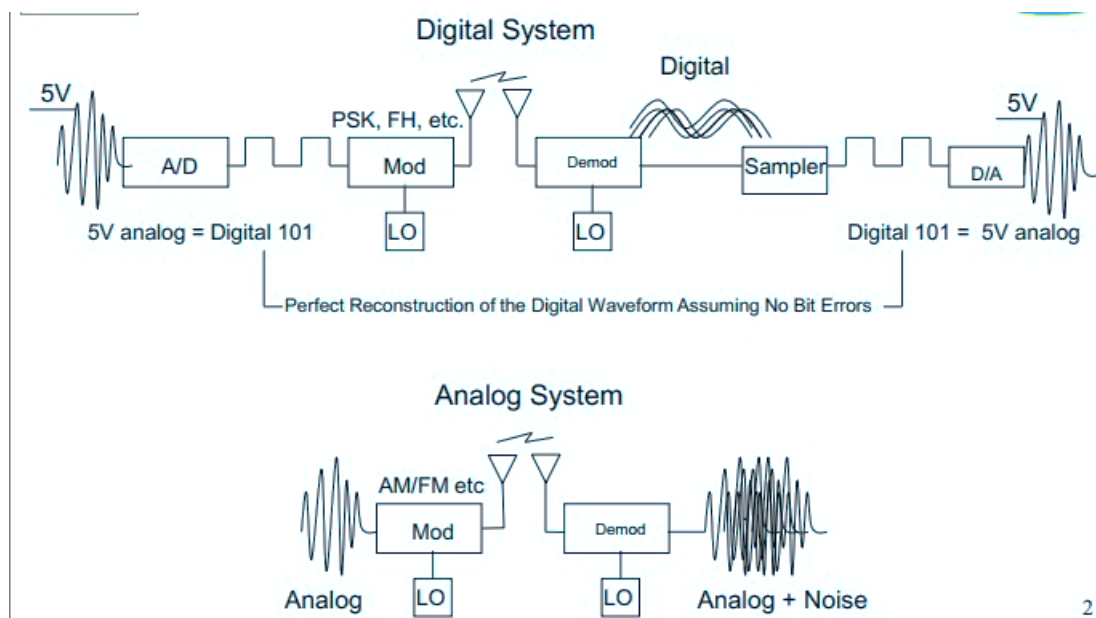 Digital System
Digital
5V
5V
PSK, FH, etc.
A/D
Mod
Demod
Sampler
D/A
LO
LO
5V analog = Digital 101
Digital 101 = 5V analog
Perfect Reconstruction of the Digital Waveform Assuming No Bit Errors
Analog System
AM/FM etc
Mod
Demod
LO
LO
Analog
Analog + Noise
2